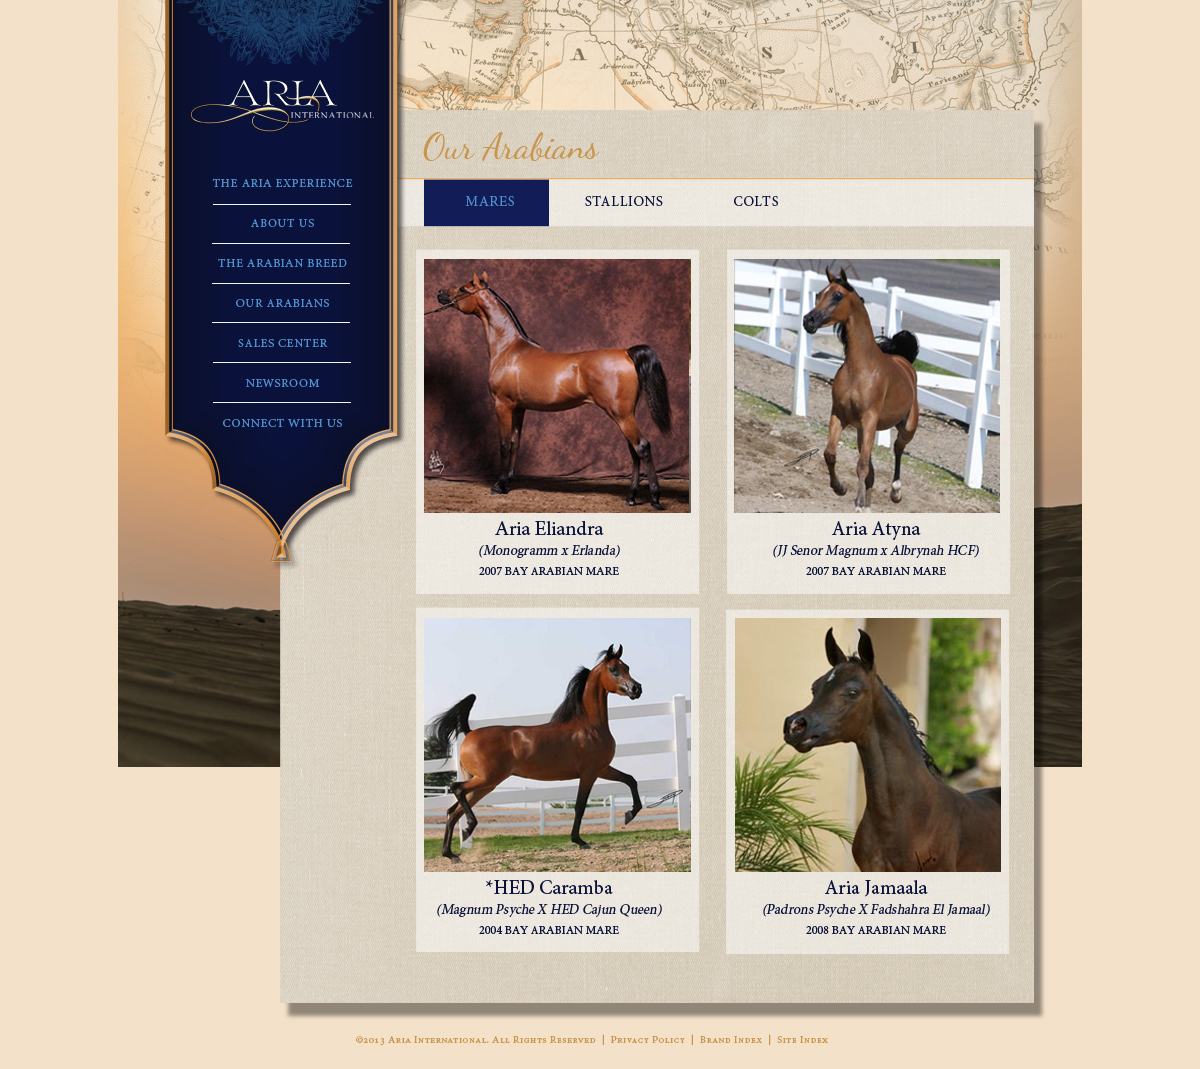 ARIA
INTERNATIONAL
THE ARIA EXPERIENCE
ABOUT US
THE ARABIAN BREED
OUR ARABIANS
SALES CENTER
NEWSROOM
CONNECT WITH US
Our Arabians
MARES STALLIONS COLTS
Aria Eliandra
(Monogramm x Erlanda)
2007 BAY ARABIAN MARE
Aria Atyna
(JJ Senor Magnum x Albrynah HCF)
2007 BAY ARABIAN MARE
*HED Caramba
(Magnum Psyche X HED Cajun Queen)
2004 BAY ARABIAN MARE
Aria Jamaala
(Padrons Psyche X Fadshahra El Jamaal)
2008 BAY ARABIAN MARE
©2013 Aria International. All Rights Reserved | Privacy Policy | Brand Index | Site Index